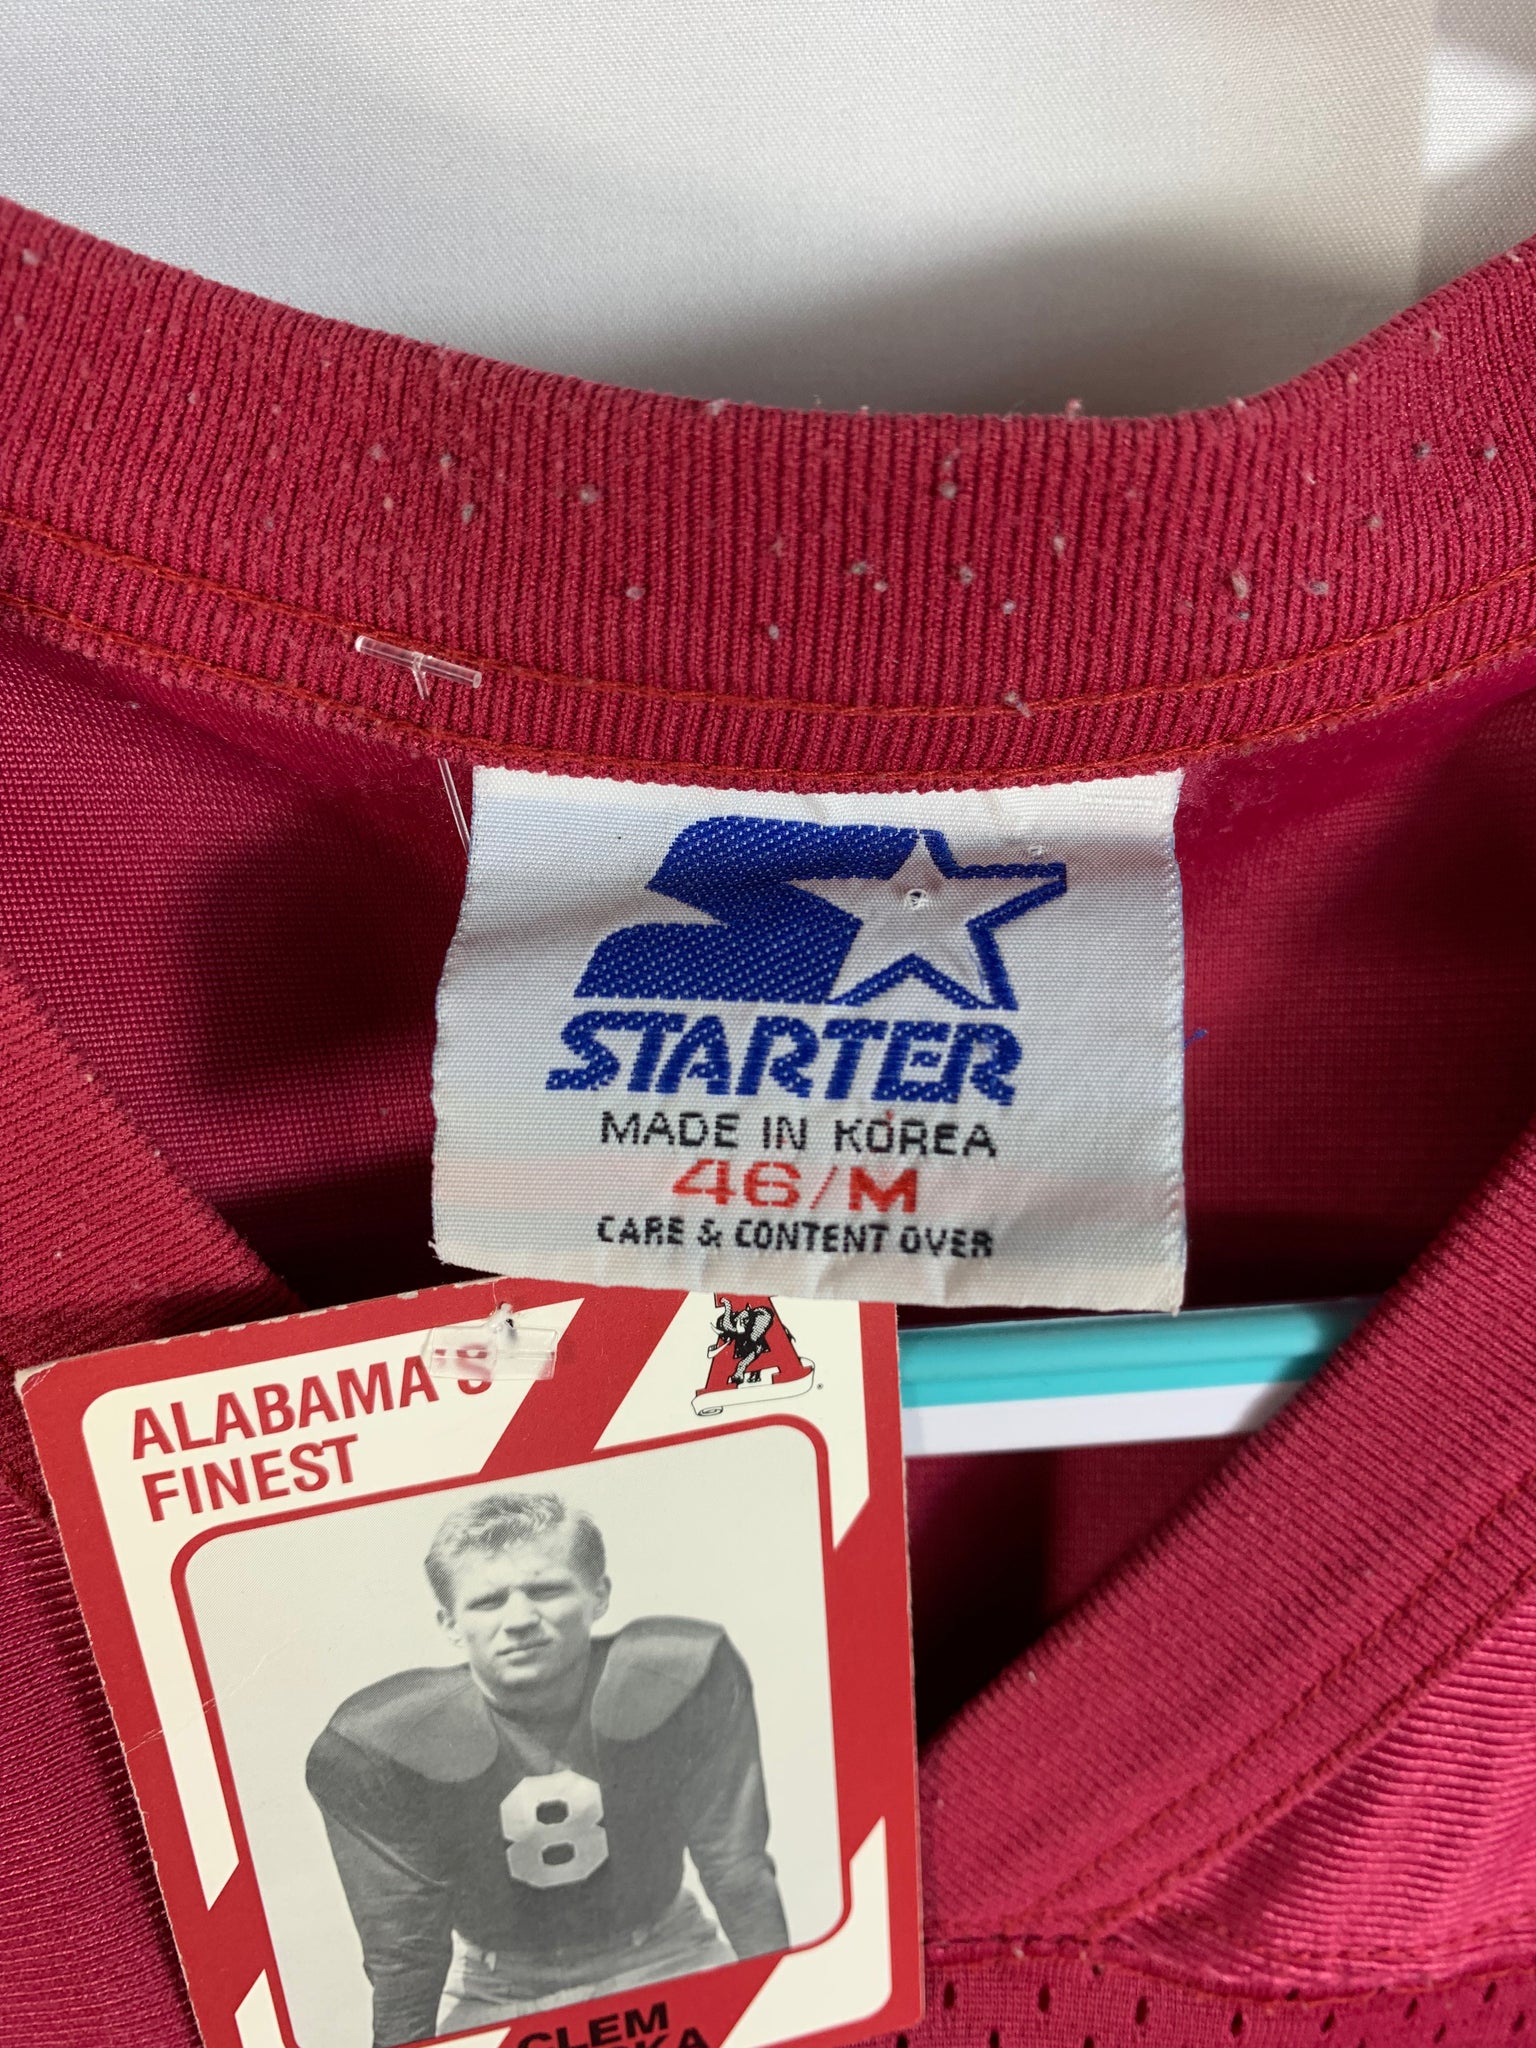 STARTER
MADE IN KOREA
46/M
CARE & CONTENT OVER
ALABAMA'S
FINEST
A
8
CLEM